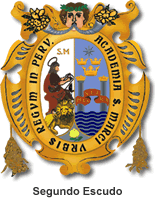 ACADEMIA S. MARCI VRBIS REGVM IN PERV.
S.M
Segundo Escudo